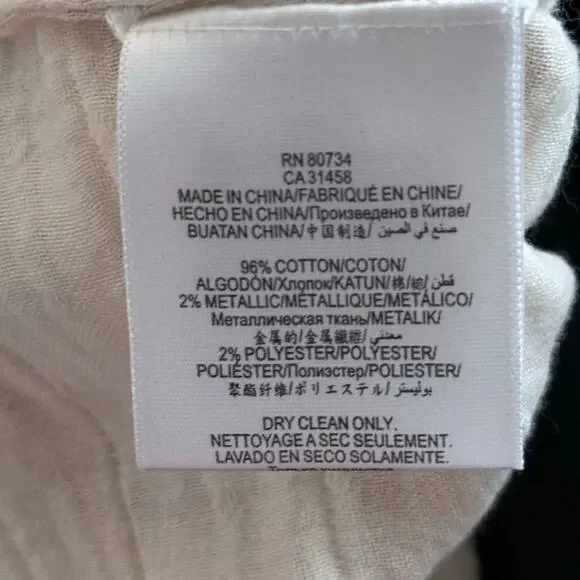 RN 80734
CA 31458
MADE IN CHINA/FABRIQUÉ EN CHINE/
HECHO EN CHINA/Произведено в Китае/
BUATAN CHINA/中国制造/ صنع في الصين
96% COTTON/COTON/
ALGODÓN/Хлопок/KATUN/棉/綿/ قطن
2% METALLIC/MÉTALLIQUE/METÁLICO/
Металлическая ткань/METALIK/
金属的/金属繊維/ معدني
2% POLYESTER/POLYESTER/
POLIÉSTER/Полиэстер/POLIESTER/
聚酯纤维/ポリエステル/ بوليستر
DRY CLEAN ONLY.
NETTOYAGE A SEC SEULEMENT.
LAVADO EN SECO SOLAMENTE.